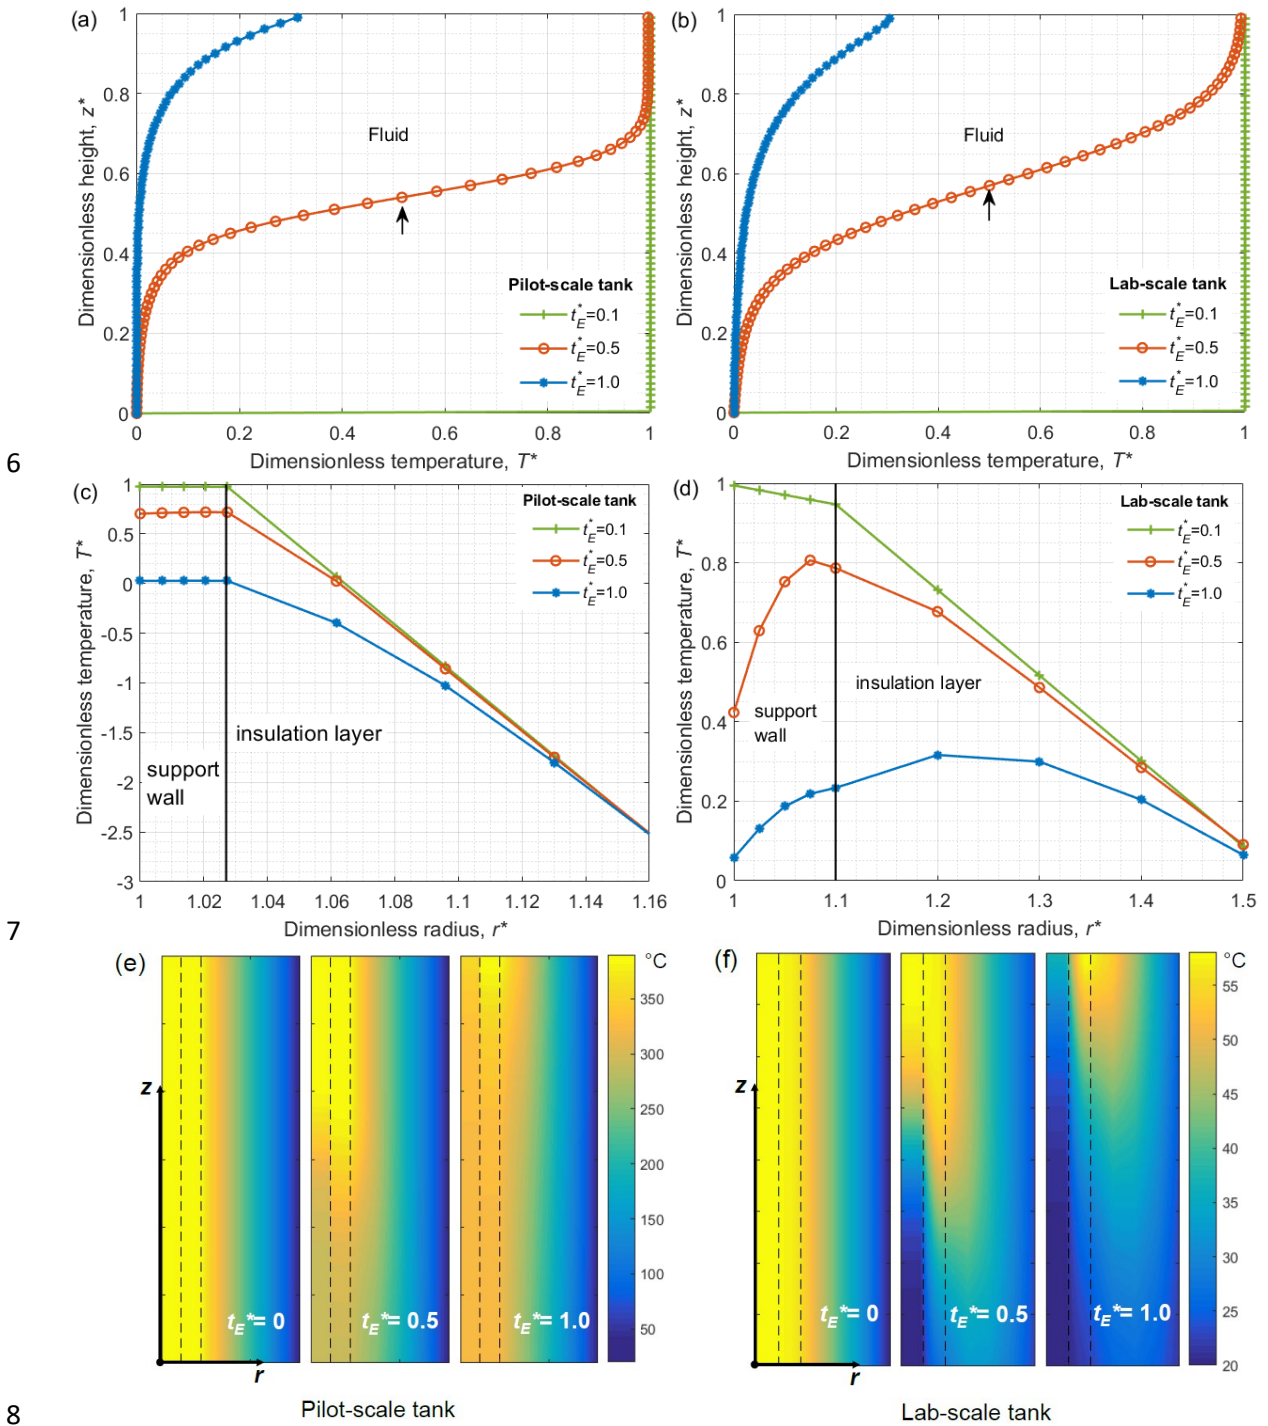 (a)
1
0.8
0.6
0.4
0.2
0
Dimensionless height, z*
Fluid
Pilot-scale tank
t*E=0.1
t*E=0.5
t*E=1.0
0 0.2 0.4 0.6 0.8 1
Dimensionless temperature, T*
(b)
1
0.8
0.6
0.4
0.2
0
Dimensionless height, z*
Fluid
Lab-scale tank
t*E=0.1
t*E=0.5
t*E=1.0
0 0.2 0.4 0.6 0.8 1
Dimensionless temperature, T*
6
(c)
1
0.5
0
-0.5
-1
-1.5
-2
-2.5
-3
Dimensionless temperature, T*
Pilot-scale tank
t*E=0.1
t*E=0.5
t*E=1.0
insulation layer
support
wall
1 1.02 1.04 1.06 1.08 1.1 1.12 1.14 1.16
Dimensionless radius, r*
(d)
1
0.8
0.6
0.4
0.2
0
Dimensionless temperature, T*
Lab-scale tank
t*E=0.1
t*E=0.5
t*E=1.0
insulation layer
support
wall
1 1.1 1.2 1.3 1.4 1.5
Dimensionless radius, r*
7
(e)
z
r
tE*= 0
tE*= 0.5
tE*= 1.0
°C
350
300
250
200
150
100
50
Pilot-scale tank
(f)
z
r
tE*= 0
tE*= 0.5
tE*= 1.0
°C
55
50
45
40
35
30
25
20
Lab-scale tank
8